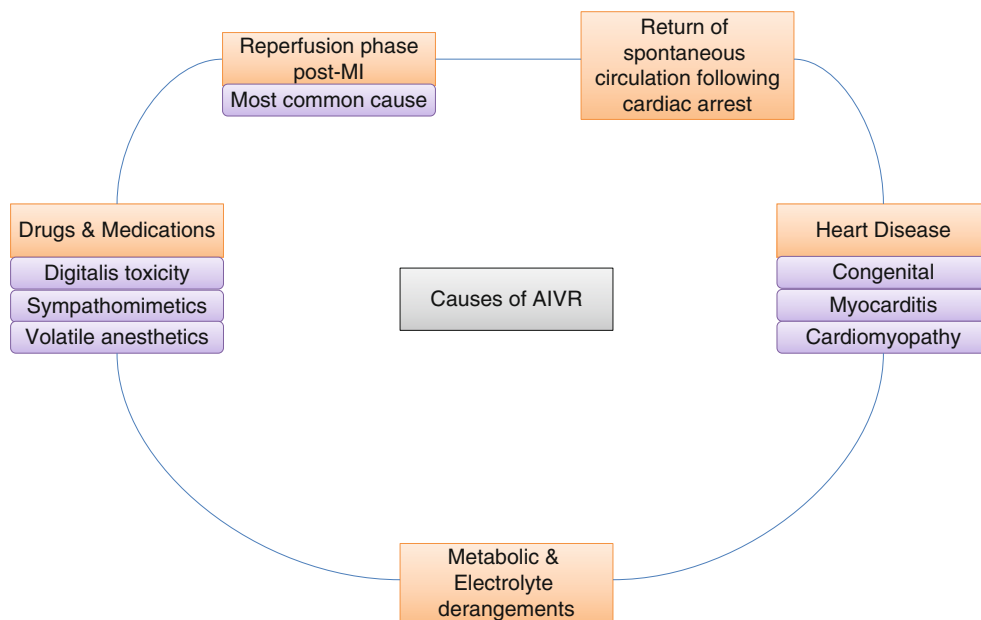 Reperfusion phase
post-MI
Most common cause
Return of
spontaneous
circulation following
cardiac arrest
Drugs & Medications
Digitalis toxicity
Sympathomimetics
Volatile anesthetics
Causes of AIVR
Heart Disease
Congenital
Myocarditis
Cardiomyopathy
Metabolic &
Electrolyte
derangements